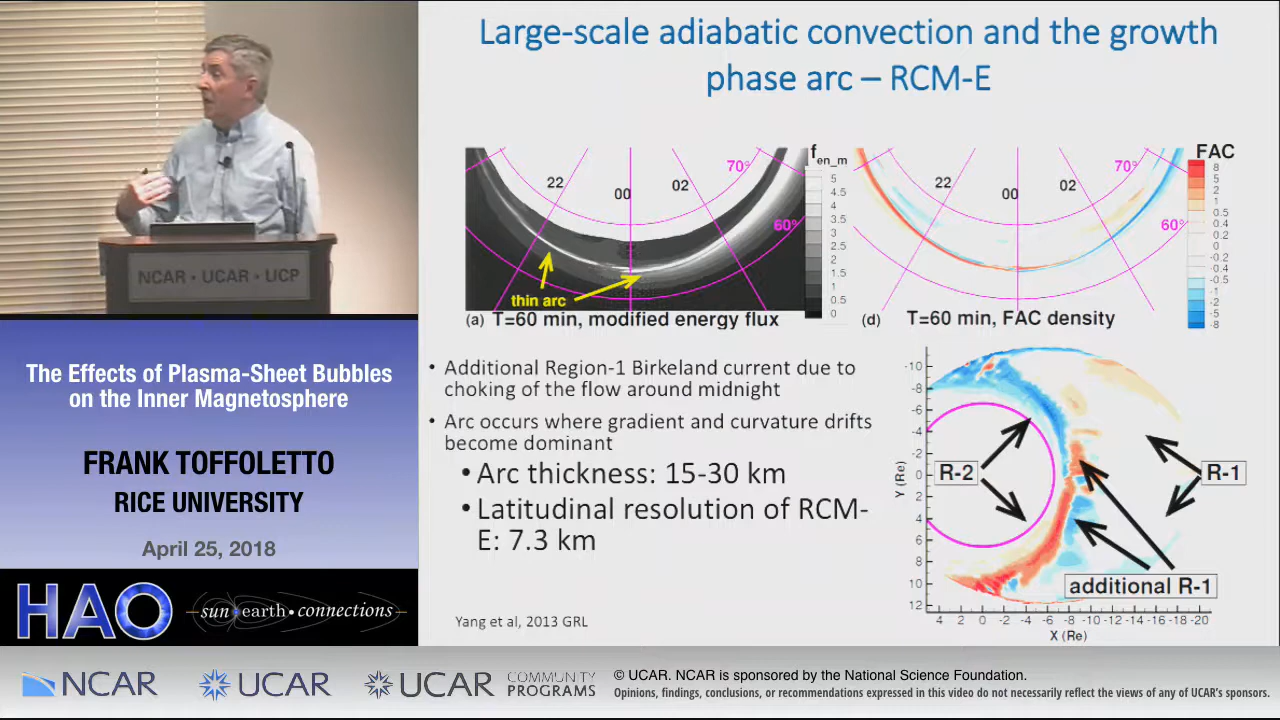 Large-scale adiabatic convection and the growth
phase arc – RCM-E
70°
22
00
02
60°
thin arc
f
en_m
5
4.5
4
3.5
3
2.5
2
1.5
1
0.5
0
(a) T=60 min, modified energy flux
70°
22
00
02
60°
FAC
8
5
2
1
0.5
0.4
0.2
0
-0.2
-0.4
-0.5
-1
-2
-5
-8
(d) T=60 min, FAC density
• Additional Region-1 Birkeland current due to
choking of the flow around midnight
• Arc occurs where gradient and curvature drifts
become dominant
• Arc thickness: 15-30 km
• Latitudinal resolution of RCM-
E: 7.3 km
Yang et al, 2013 GRL
-10
-8
-6
-4
-2
0
2
4
6
8
10
12
Y (Re)
R-2
R-1
additional R-1
4 2 0 -2 -4 -6 -8 -10 -12 -14 -16 -18 -20
X (Re)
NCAR • UCAR • UCP
The Effects of Plasma-Sheet Bubbles
on the Inner Magnetosphere
FRANK TOFFOLETTO
RICE UNIVERSITY
April 25, 2018
HAO
sun • earth • connections
NCAR
UCAR
UCAR
COMMUNITY
PROGRAMS
© UCAR. NCAR is sponsored by the National Science Foundation.
Opinions, findings, conclusions, or recommendations expressed in this video do not necessarily reflect the views of any of UCAR's sponsors.